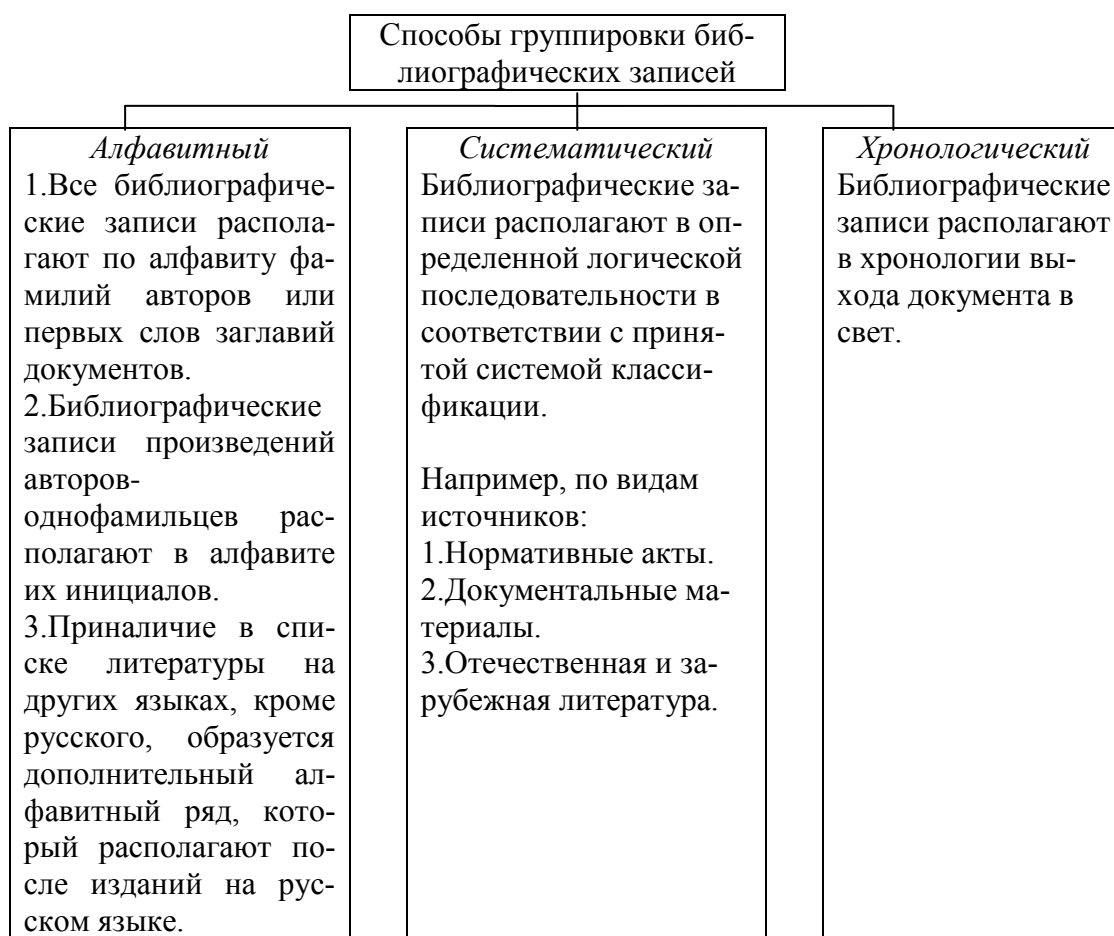 Способы группировки биб-
лиографических записей
Алфавитный
1.Все библиографиче-
ские записи распола-
гают по алфавиту фа-
милий авторов или
первых слов заглавий
документов.
2.Библиографические
записи произведений
авторов-
однофамильцев рас-
полагают в алфавите
их инициалов.
3.Приналичие в спи-
ске литературы на
других языках, кроме
русского, образуется
дополнительный ал-
фавитный ряд, кото-
рый располагают по-
сле изданий на рус-
ском языке.
Систематический
Библиографические за-
писи располагают в оп-
ределенной логической
последовательности в
соответствии с приня-
той системой класси-
фикации.
Например, по видам
источников:
1.Нормативные акты.
2.Документальные ма-
териалы.
3.Отечественная и за-
рубежная литература.
Хронологический
Библиографические
записи располагают
в хронологии вы-
хода документа в
свет.